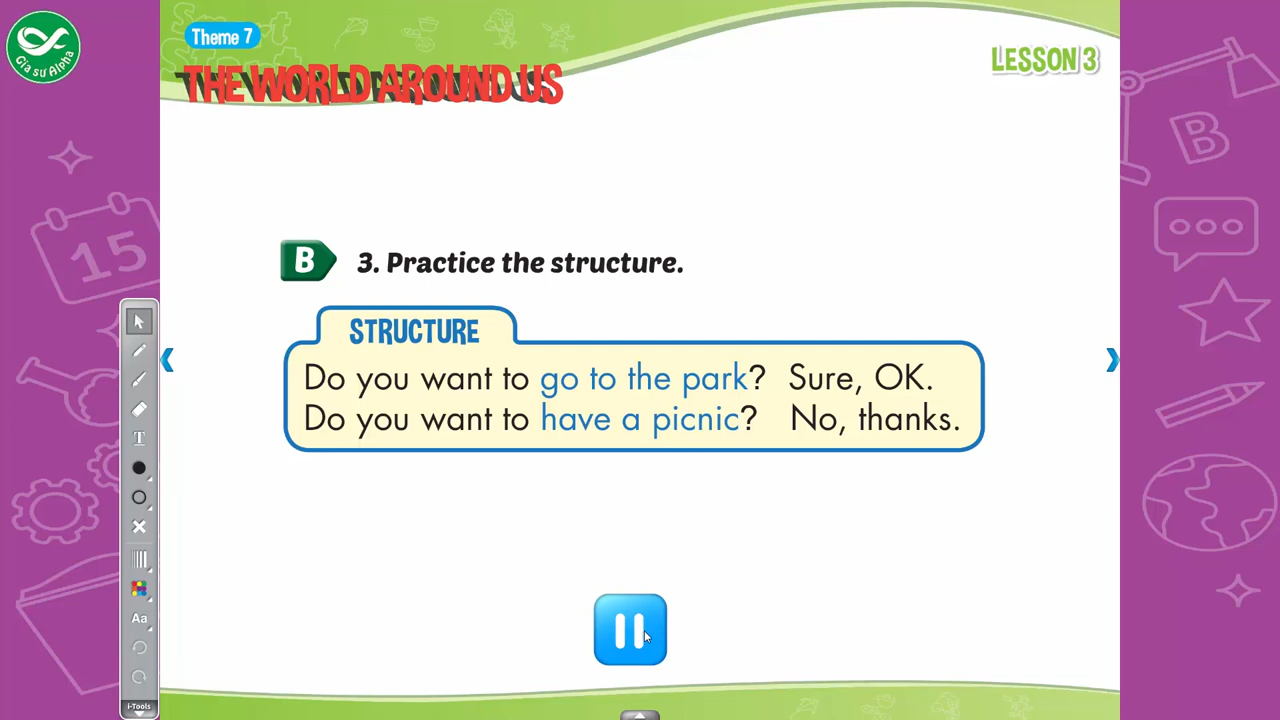 Gia sư Alpha
Theme 7
THE WORLD AROUND US
LESSON 3
B 3. Practice the structure.
STRUCTURE
Do you want to go to the park? Sure, OK.
Do you want to have a picnic? No, thanks.
15
B
T
Aa
i-Tools